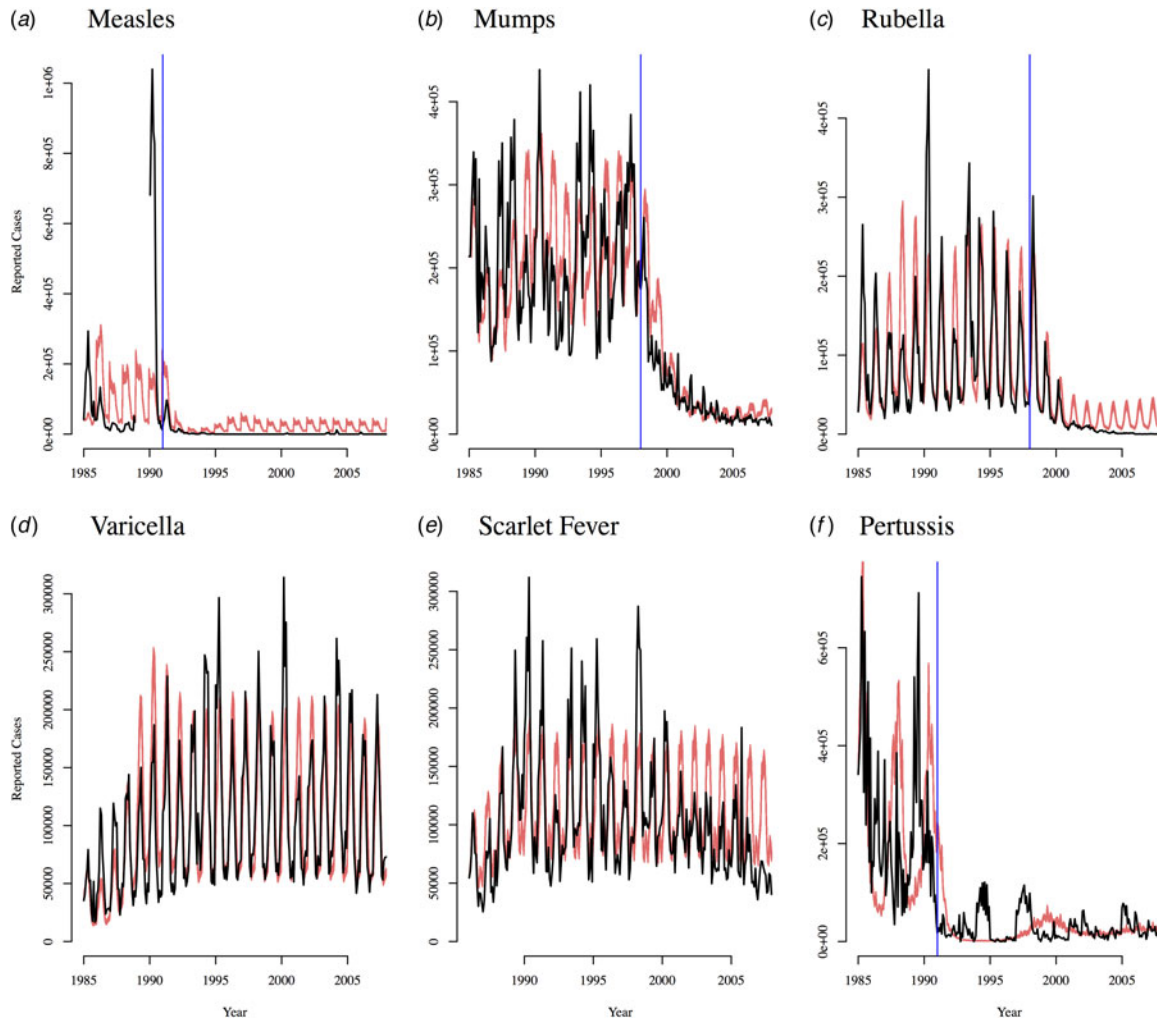 (a) Measles
(b) Mumps
(c) Rubella
Reported Cases
0e+00 2e+05 4e+05 6e+05 8e+05 1e+06
1985 1990 1995 2000 2005
0e+00 1e+05 2e+05 3e+05 4e+05
1985 1990 1995 2000 2005
0e+00 1e+05 2e+05 3e+05 4e+05
1985 1990 1995 2000 2005
(d) Varicella
(e) Scarlet Fever
(f) Pertussis
Reported Cases
0 50000 100000 150000 200000 250000 300000
1985 1990 1995 2000 2005
Year
0 50000 100000 150000 200000 250000 300000
1990 1995 2000 2005
Year
0e+00 2e+05 4e+05 6e+05
1985 1990 1995 2000 2005
Year